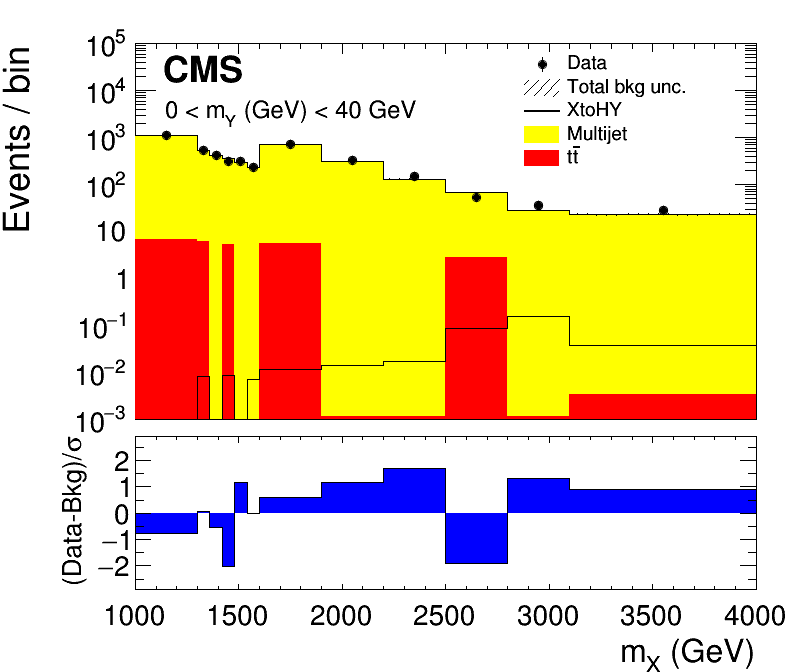 Events / bin
10⁵
10⁴
10³
10²
10
1
10⁻¹
10⁻²
10⁻³
CMS
0 < m_Y (GeV) < 40 GeV
Data
Total bkg unc.
XtoHY
Multijet
tt̄
(Data-Bkg)/σ
2
1
0
−1
−2
1000 1500 2000 2500 3000 3500 4000
m_X (GeV)